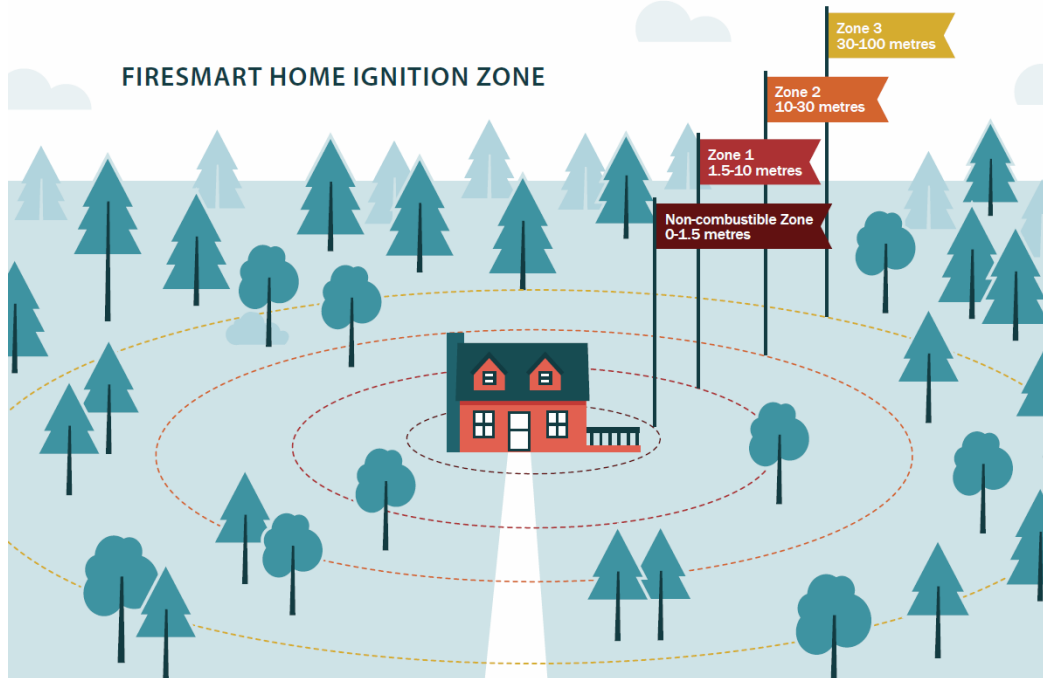 FIRESMART HOME IGNITION ZONE
Zone 3
30-100 metres
Zone 2
10-30 metres
Zone 1
1.5-10 metres
Non-combustible Zone
0-1.5 metres